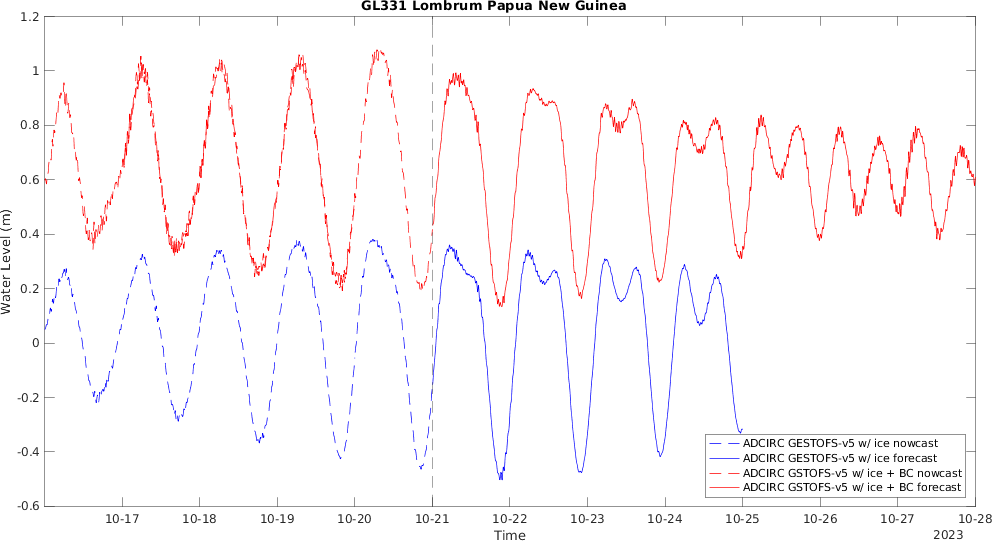 GL331 Lombrum Papua New Guinea
1.2
1
0.8
0.6
0.4
0.2
0
-0.2
-0.4
-0.6
Water Level (m)
ADCIRC GESTOFS-v5 w/ ice nowcast
ADCIRC GESTOFS-v5 w/ ice forecast
ADCIRC GSTOFS-v5 w/ ice + BC nowcast
ADCIRC GSTOFS-v5 w/ ice + BC forecast
10-17 10-18 10-19 10-20 10-21 10-22 10-23 10-24 10-25 10-26 10-27 10-28
Time
2023